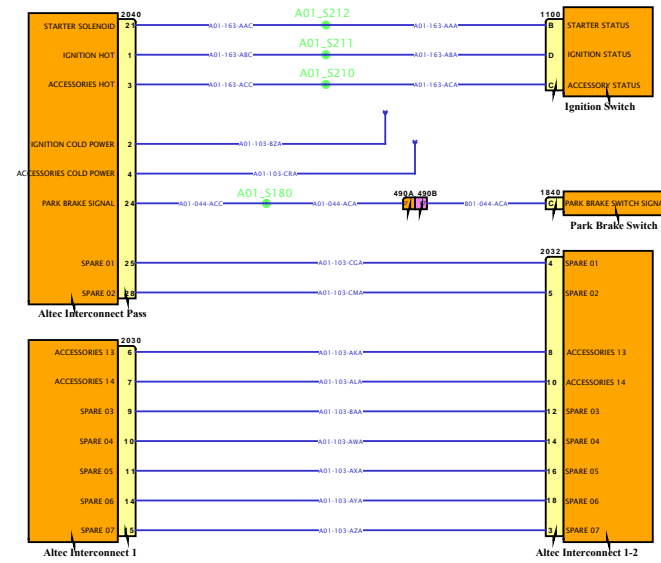 2040 A01_S212 1100
STARTER SOLENOID 21 A01-163-AAC A01-163-AAA B STARTER STATUS
A01_S211
IGNITION HOT 1 A01-163-ABC A01-163-ABA D IGNITION STATUS
A01_S210
ACCESSORIES HOT 3 A01-163-ACC A01-163-ACA C ACCESSORY STATUS
Ignition Switch
IGNITION COLD POWER 2 A01-103-BZA
ACCESSORIES COLD POWER 4 A01-103-CRA
A01_S180 490A 490B 1840
PARK BRAKE SIGNAL 24 A01-044-ACC A01-044-ACA B01-044-ACA C PARK BRAKE SWITCH SIGNA
Park Brake Switch
2032
SPARE 01 25 A01-103-CGA 4 SPARE 01
SPARE 02 28 A01-103-CMA 5 SPARE 02
Altec Interconnect Pass
2030
ACCESSORIES 13 6 A01-103-AKA 8 ACCESSORIES 13
ACCESSORIES 14 7 A01-103-ALA 10 ACCESSORIES 14
SPARE 03 9 A01-103-BAA 12 SPARE 03
SPARE 04 10 A01-103-AWA 14 SPARE 04
SPARE 05 11 A01-103-AXA 16 SPARE 05
SPARE 06 14 A01-103-AYA 18 SPARE 06
SPARE 07 15 A01-103-AZA 3 SPARE 07
Altec Interconnect 1 Altec Interconnect 1-2